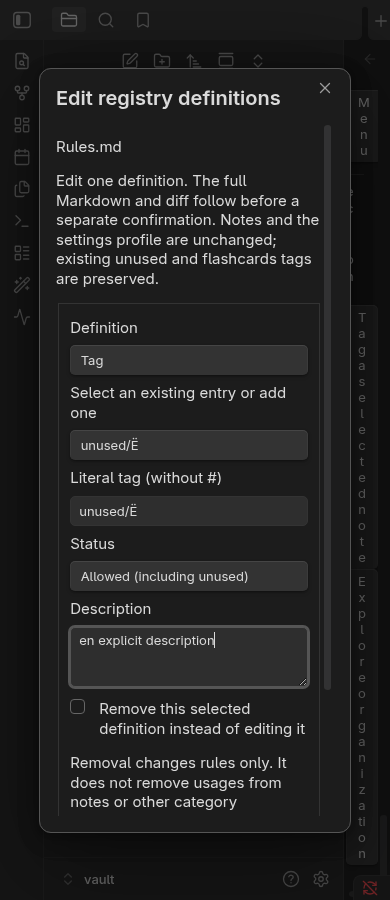 Edit registry definitions
Rules.md
Edit one definition. The full
Markdown and diff follow before a
separate confirmation. Notes and the
settings profile are unchanged;
existing unused and flashcards tags
are preserved.
Definition
Tag
Select an existing entry or add
one
unused/Ë
Literal tag (without #)
unused/Ë
Status
Allowed (including unused)
Description
en explicit description
Remove this selected
definition instead of editing it
Removal changes rules only. It
does not remove usages from
notes or other category
vault
M
e
n
u
T
a
g
a
s
e
l
e
c
t
e
d
n
o
t
e
E
x
p
l
o
r
e
o
r
g
a
n
i
z
a
ti
o
n